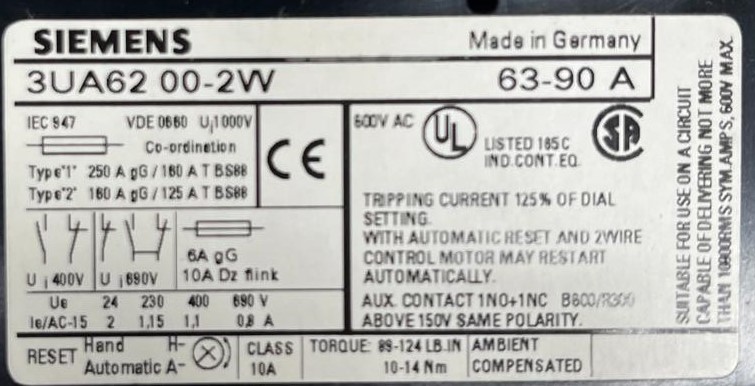 SIEMENS
Made in Germany
3UA62 00-2W
63-90 A
IEC 947 VDE 0660 Ui1000V
Co-ordination
Type"1" 250 A gG / 160 A T BS88
Type"2" 160 A gG / 125 A T BS88
CE
600V AC
UL
LISTED 165C
IND.CONT.EQ.
SA
TRIPPING CURRENT 125% OF DIAL
SETTING.
WITH AUTOMATIC RESET AND 2WIRE
CONTROL MOTOR MAY RESTART
AUTOMATICALLY.
AUX. CONTACT 1NO+1NC B600/R300
ABOVE 150V SAME POLARITY.
6A gG
10A Dz flink
Ui 400V Ui 690V
Ue 24 230 400 690 V
Ie/AC-15 2 1,15 1,1 0,8 A
RESET Hand H-
Automatic A-
CLASS
10A
TORQUE: 89-124 LB.IN
10-14 Nm
AMBIENT
COMPENSATED
SUITABLE FOR USE ON A CIRCUIT
CAPABLE OF DELIVERING NOT MORE
THAN 10000RMS SYM.AMPS, 600V MAX